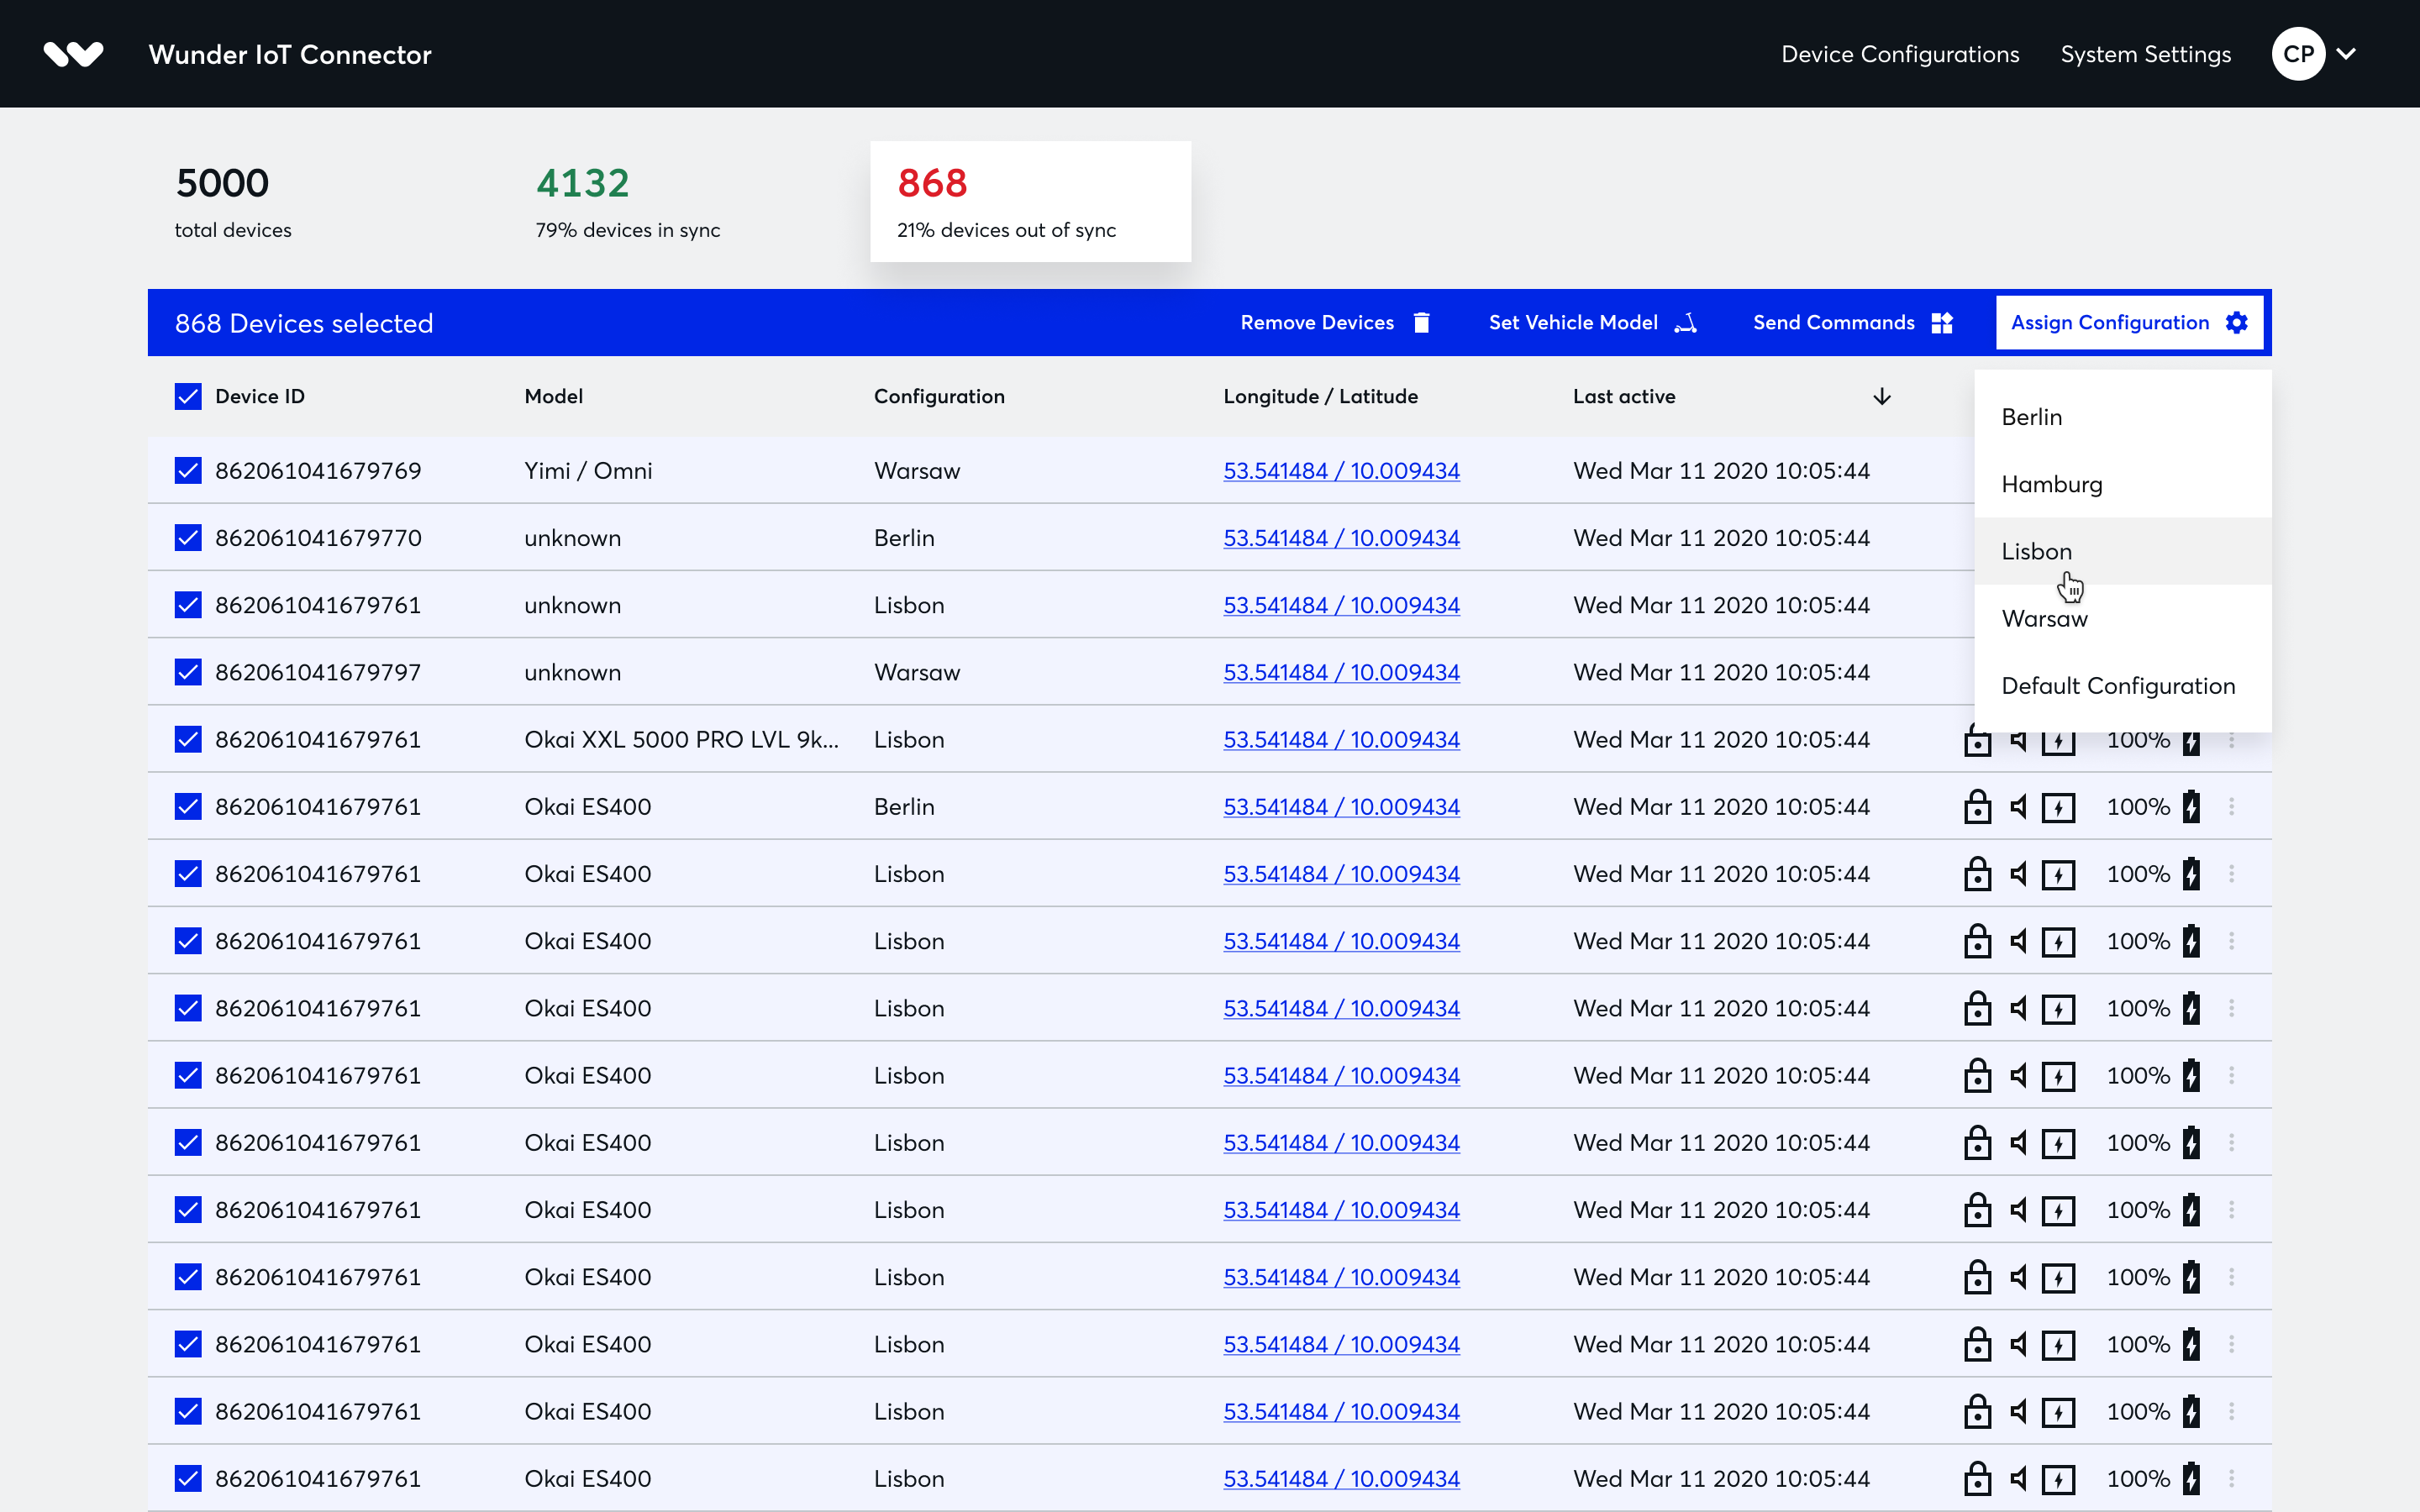 Wunder IoT Connector
Device Configurations System Settings CP
5000 4132 868
total devices 79% devices in sync 21% devices out of sync
868 Devices selected Remove Devices Set Vehicle Model Send Commands Assign Configuration
Device ID Model Configuration Longitude / Latitude Last active
Berlin
Hamburg
Lisbon
Warsaw
Default Configuration
862061041679769 Yimi / Omni Warsaw 53.541484 / 10.009434 Wed Mar 11 2020 10:05:44
862061041679770 unknown Berlin 53.541484 / 10.009434 Wed Mar 11 2020 10:05:44
862061041679761 unknown Lisbon 53.541484 / 10.009434 Wed Mar 11 2020 10:05:44
862061041679797 unknown Warsaw 53.541484 / 10.009434 Wed Mar 11 2020 10:05:44
862061041679761 Okai XXL 5000 PRO LVL 9k... Lisbon 53.541484 / 10.009434 Wed Mar 11 2020 10:05:44 100%
862061041679761 Okai ES400 Berlin 53.541484 / 10.009434 Wed Mar 11 2020 10:05:44 100%
862061041679761 Okai ES400 Lisbon 53.541484 / 10.009434 Wed Mar 11 2020 10:05:44 100%
862061041679761 Okai ES400 Lisbon 53.541484 / 10.009434 Wed Mar 11 2020 10:05:44 100%
862061041679761 Okai ES400 Lisbon 53.541484 / 10.009434 Wed Mar 11 2020 10:05:44 100%
862061041679761 Okai ES400 Lisbon 53.541484 / 10.009434 Wed Mar 11 2020 10:05:44 100%
862061041679761 Okai ES400 Lisbon 53.541484 / 10.009434 Wed Mar 11 2020 10:05:44 100%
862061041679761 Okai ES400 Lisbon 53.541484 / 10.009434 Wed Mar 11 2020 10:05:44 100%
862061041679761 Okai ES400 Lisbon 53.541484 / 10.009434 Wed Mar 11 2020 10:05:44 100%
862061041679761 Okai ES400 Lisbon 53.541484 / 10.009434 Wed Mar 11 2020 10:05:44 100%
862061041679761 Okai ES400 Lisbon 53.541484 / 10.009434 Wed Mar 11 2020 10:05:44 100%
862061041679761 Okai ES400 Lisbon 53.541484 / 10.009434 Wed Mar 11 2020 10:05:44 100%